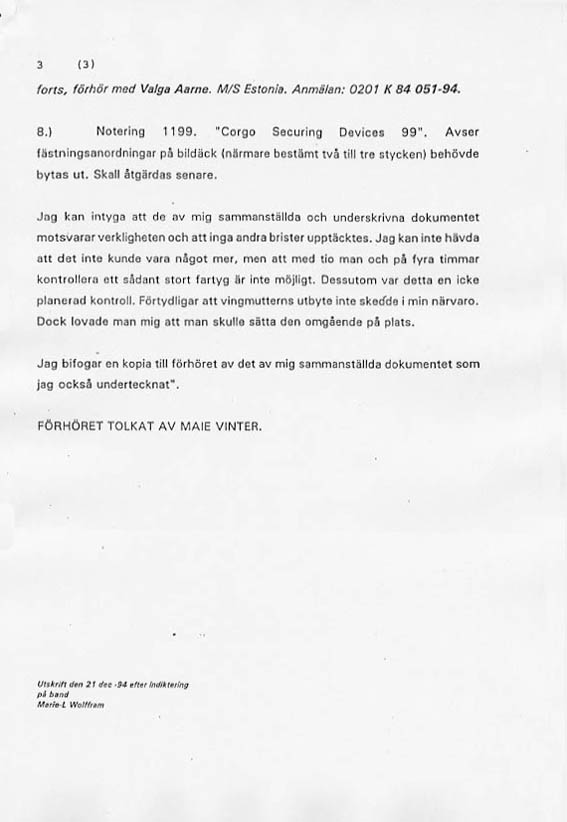 3 (3)
forts, förhör med Valga Aarne. M/S Estonia. Anmälan: 0201 K 84 051-94.
8.) Notering 1199. "Corgo Securing Devices 99". Avser
fästningsanordningar på bildäck (närmare bestämt två till tre stycken) behövde
bytas ut. Skall åtgärdas senare.
Jag kan intyga att de av mig sammanställda och underskrivna dokumentet
motsvarar verkligheten och att inga andra brister upptäcktes. Jag kan inte hävda
att det inte kunde vara något mer, men att med tio man och på fyra timmar
kontrollera ett sådant stort fartyg är inte möjligt. Dessutom var detta en icke
planerad kontroll. Förtydligar att vingmutterns utbyte inte skedde i min närvaro.
Dock lovade man mig att man skulle sätta den omgående på plats.
Jag bifogar en kopia till förhöret av det av mig sammanställda dokumentet som
jag också undertecknat".
FÖRHÖRET TOLKAT AV MAIE VINTER.
Utskrift den 21 dec -94 efter indiktering
på band
Marie-L Wolffram